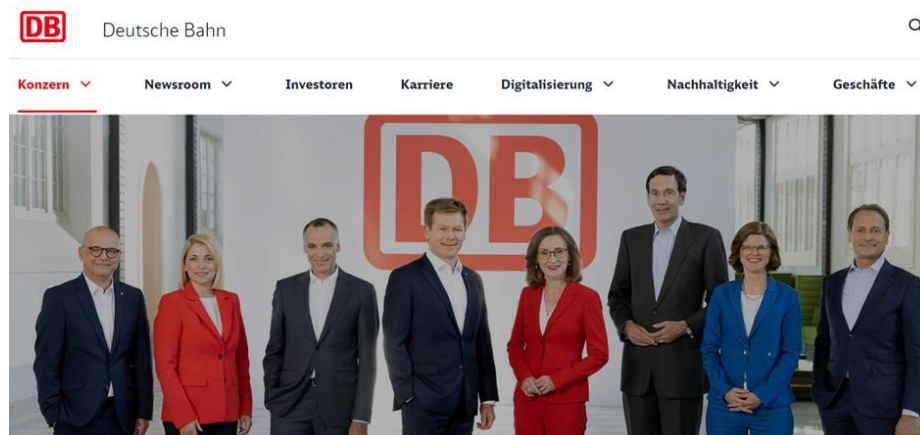 DB Deutsche Bahn
Konzern Newsroom Investoren Karriere Digitalisierung Nachhaltigkeit Geschäfte
DB